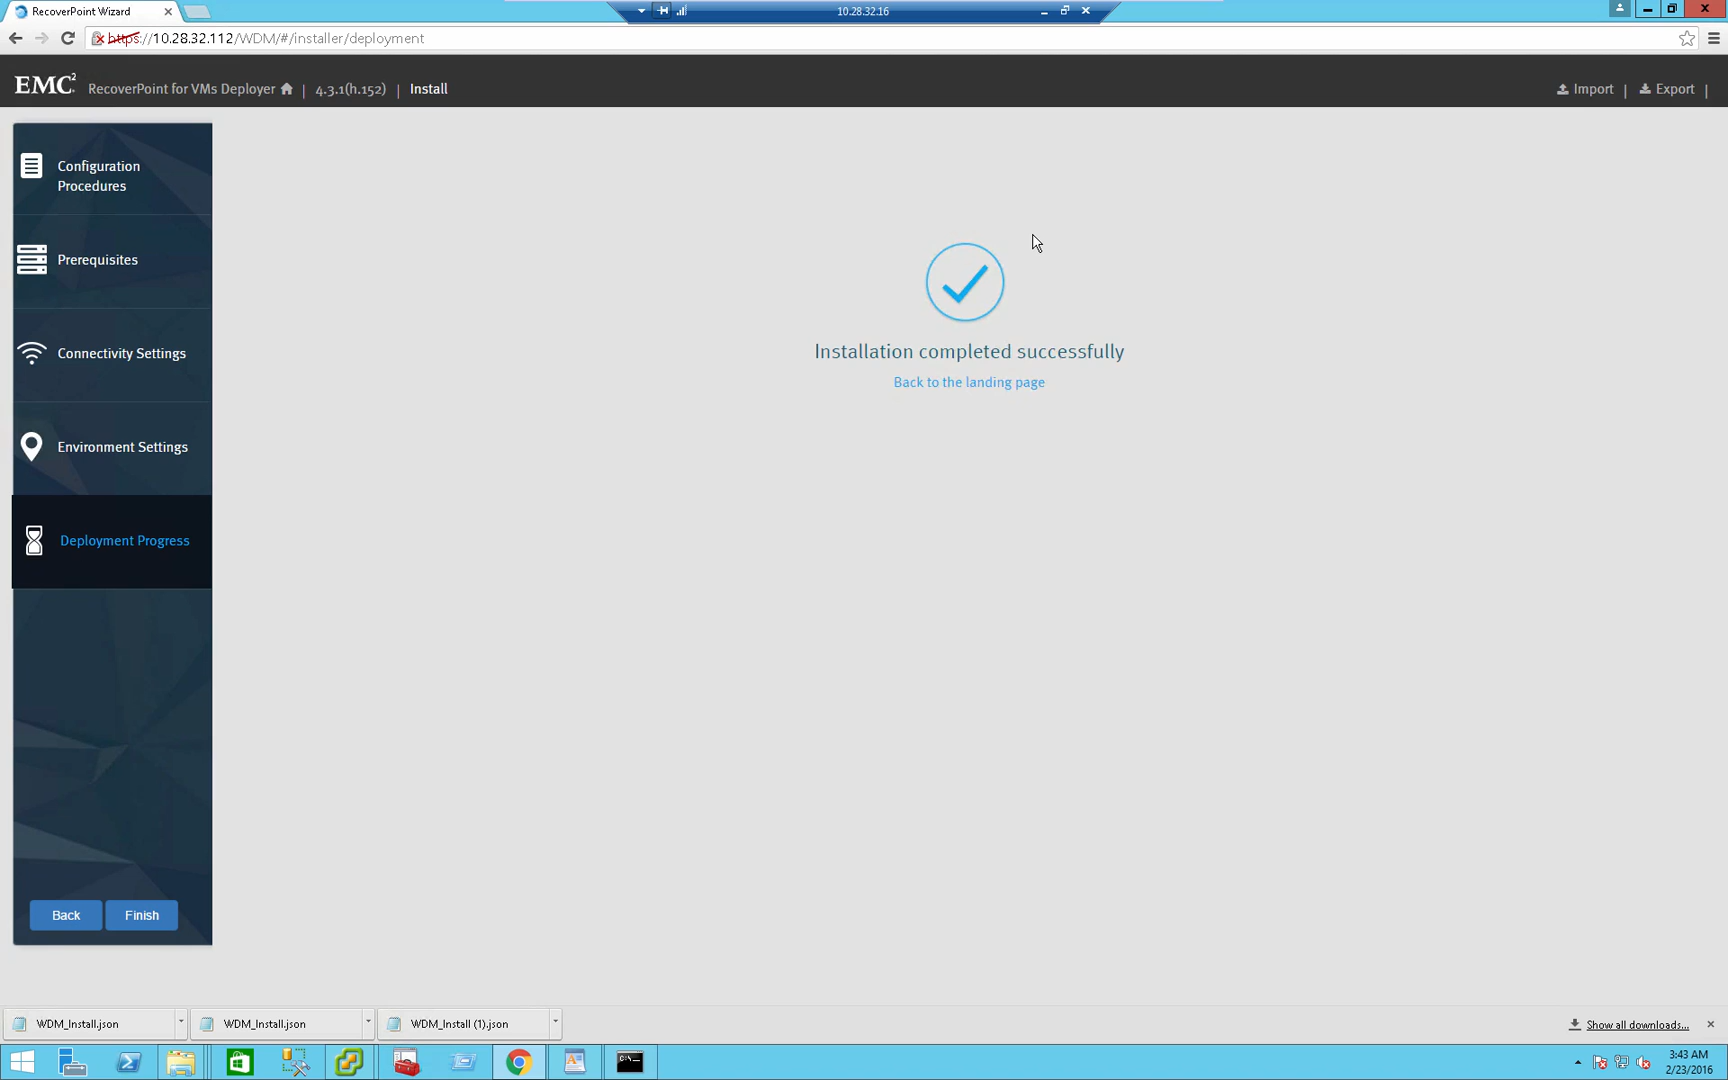 RecoverPoint Wizard
10.28.32.16
https://10.28.32.112/WDM/#/installer/deployment
EMC² RecoverPoint for VMs Deployer | 4.3.1(h.152) | Install
Import | Export |
Configuration
Procedures
Prerequisites
Connectivity Settings
Environment Settings
Deployment Progress
Installation completed successfully
Back to the landing page
Back Finish
WDM_Install.json WDM_Install.json WDM_Install (1).json
Show all downloads...
C:\_
3:43 AM
2/23/2016